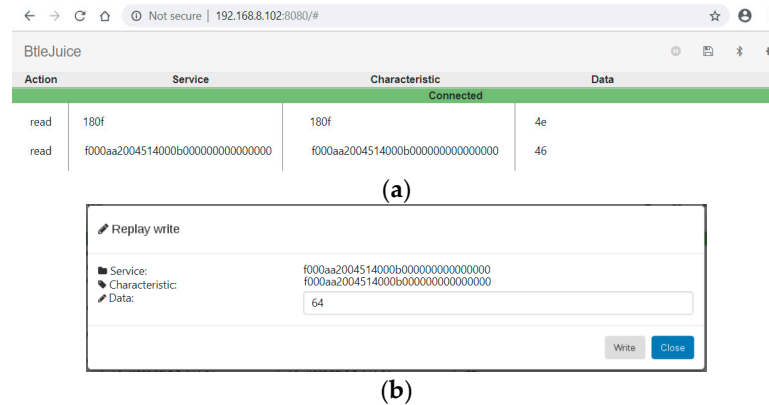 Not secure | 192.168.8.102:8080/#
BtleJuice
Action Service Characteristic Data
Connected
read 180f 180f 4e
read f000aa2004514000b000000000000000 f000aa2004514000b000000000000000 46
(a)
Replay write
Service: f000aa2004514000b000000000000000
Characteristic: f000aa2004514000b000000000000000
Data: 64
Write Close
(b)